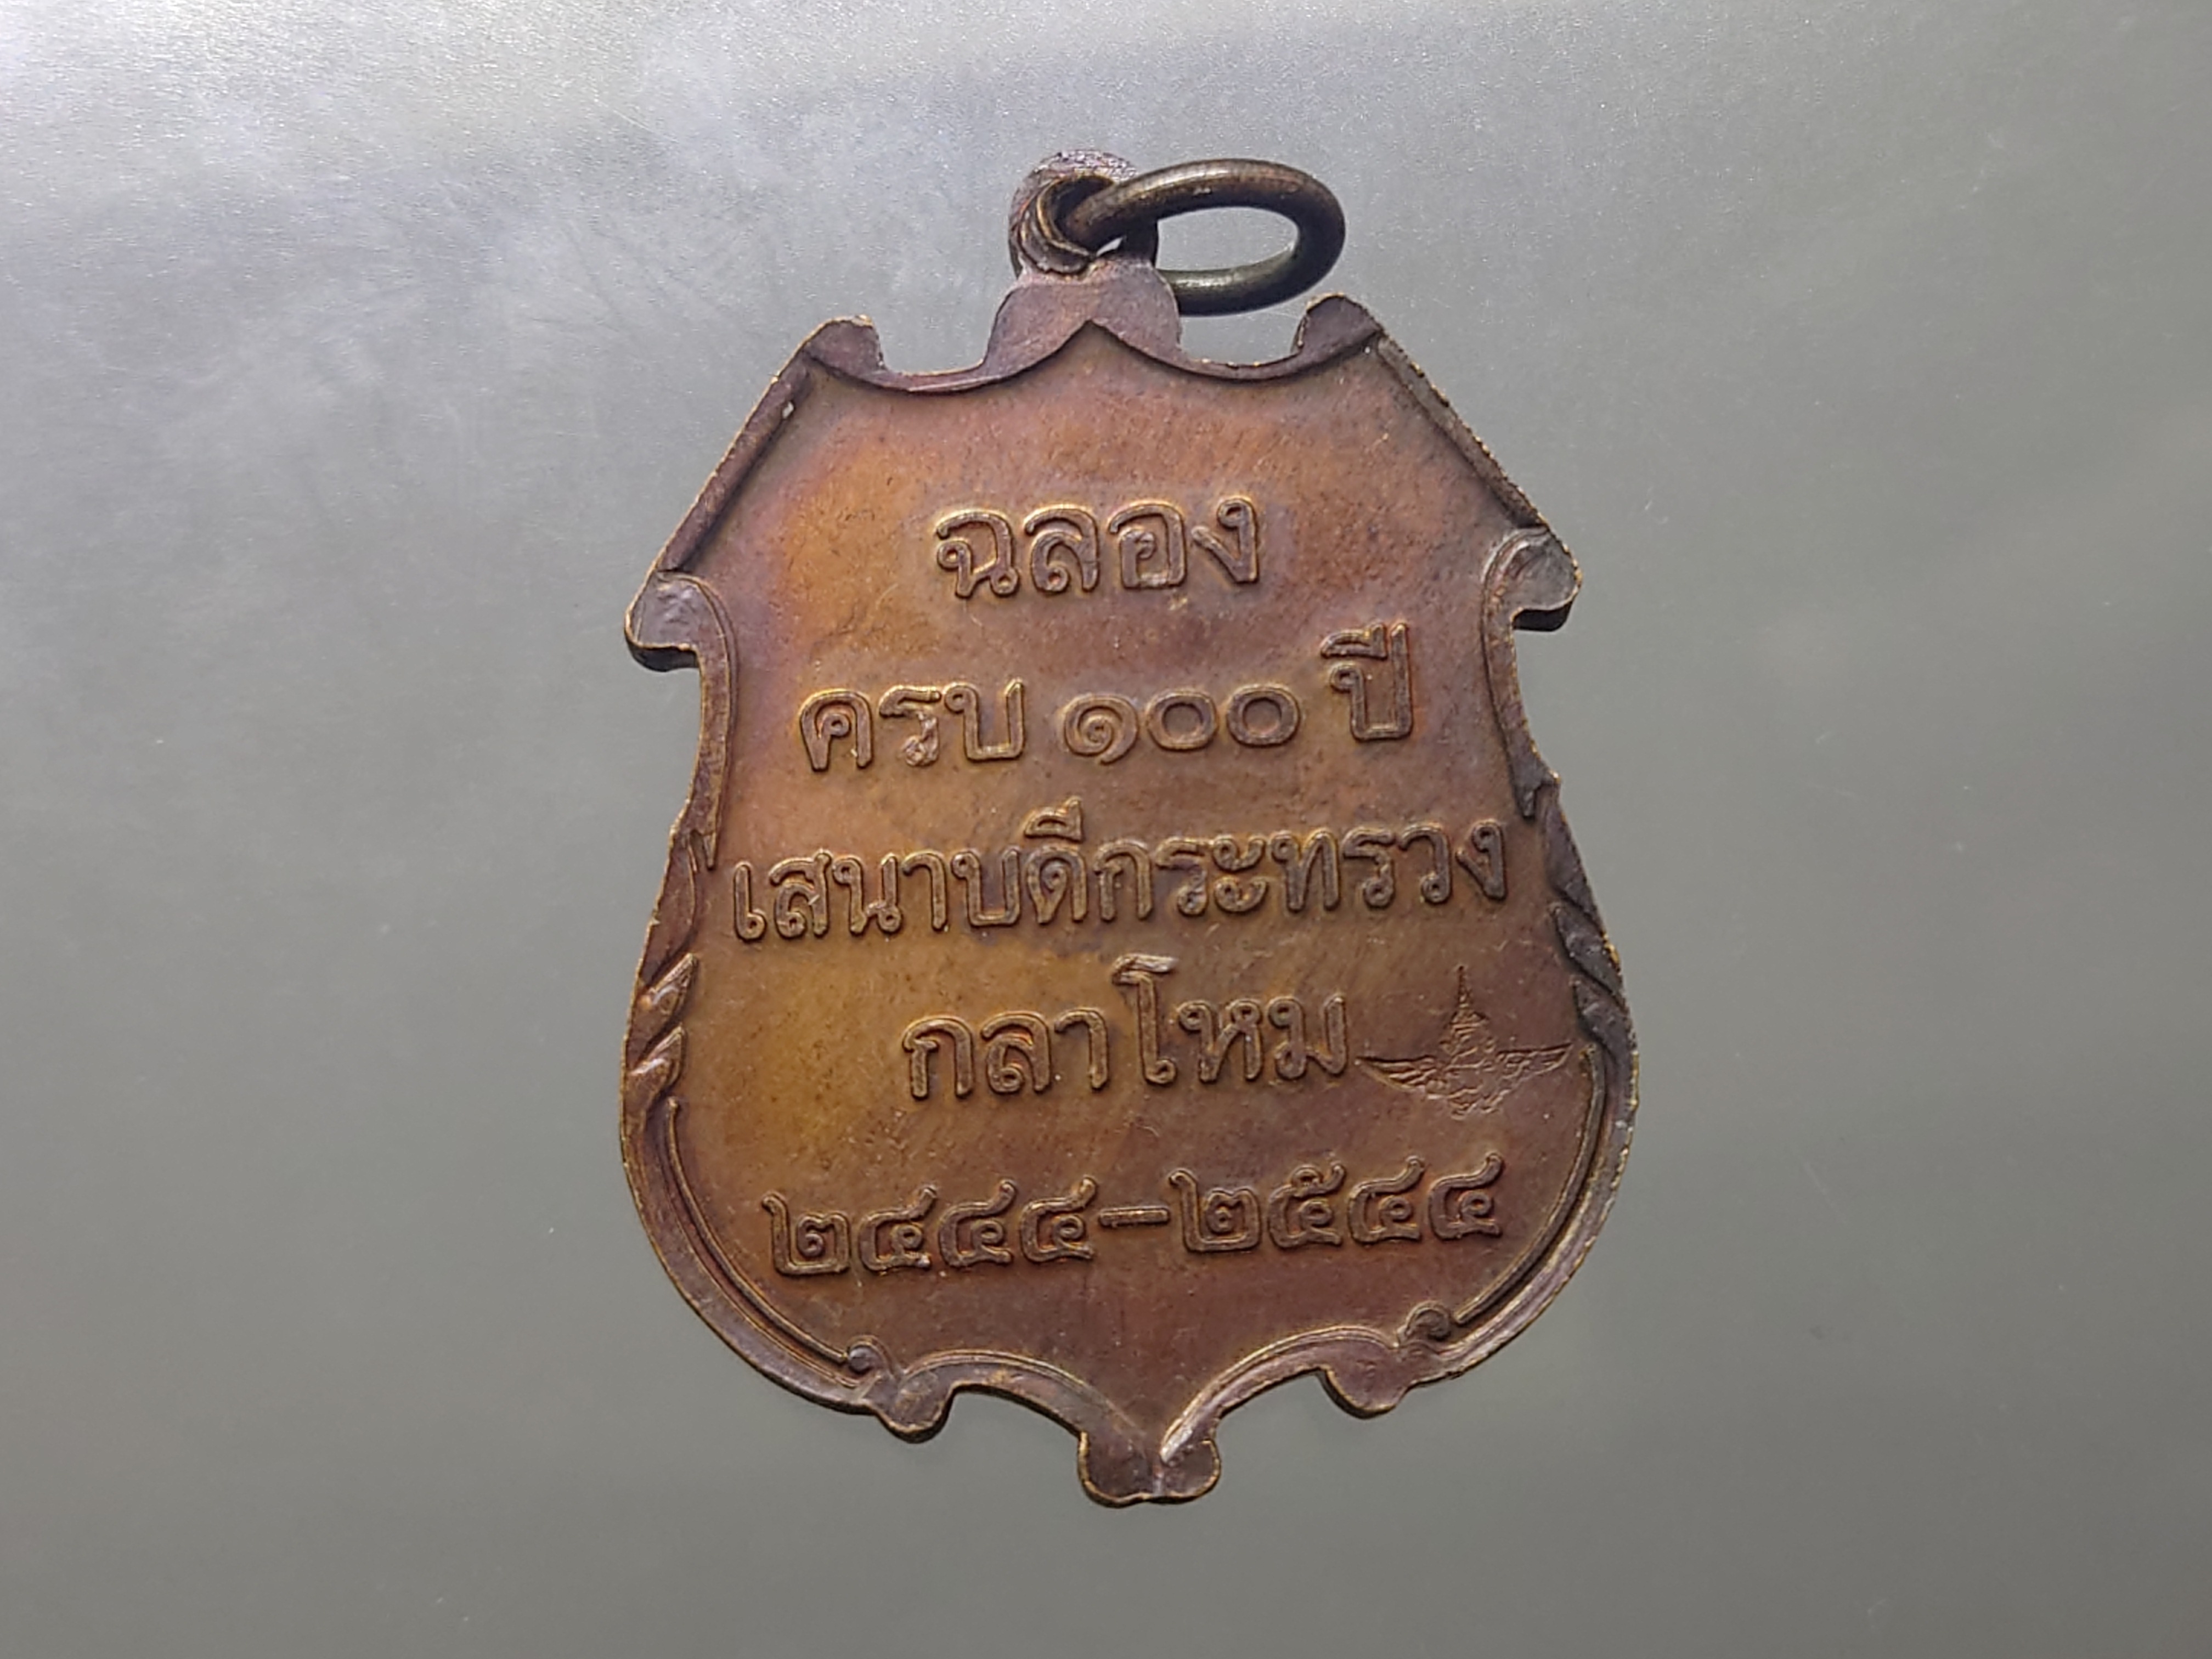 ฉลอง
ครบ ๑๐๐ ปี
เสนาบดีกระทรวง
กลาโหม
๒๔๔๔-๒๕๔๔